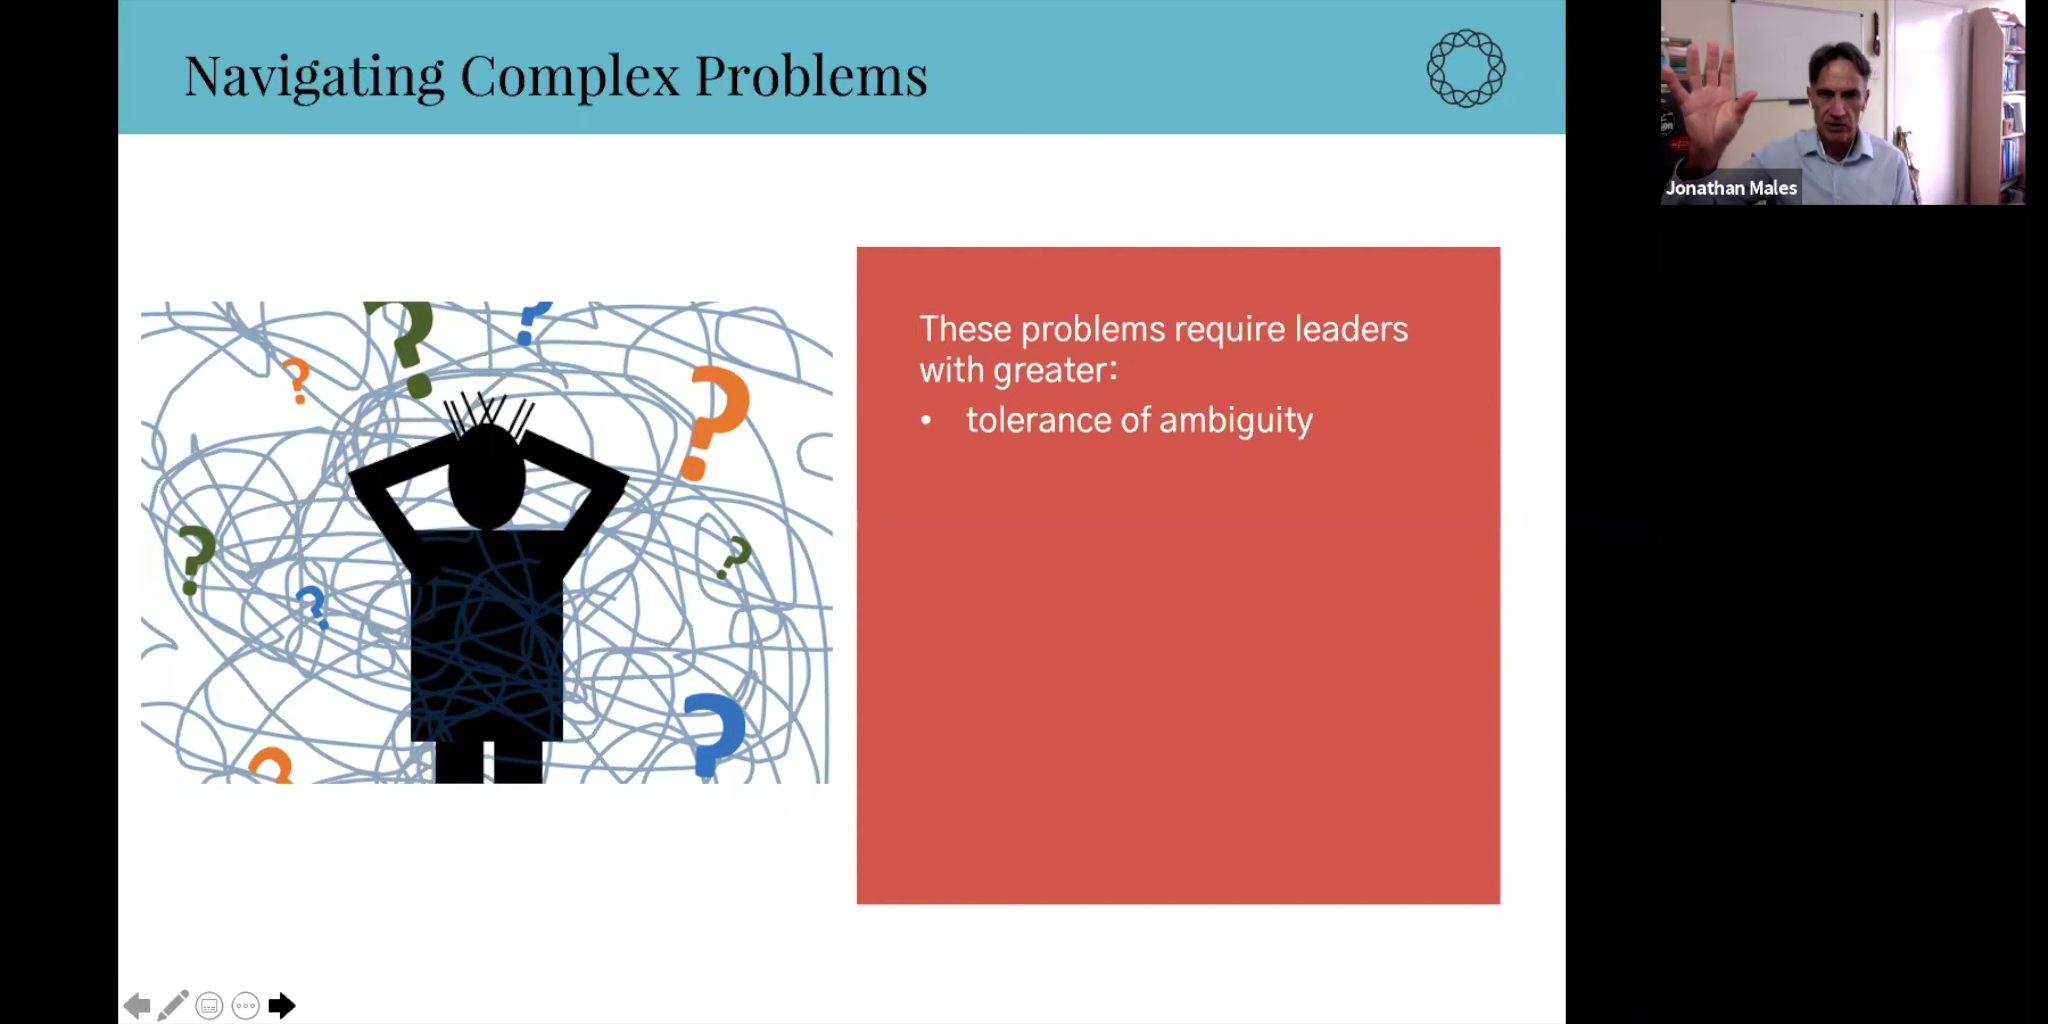 Navigating Complex Problems
Jonathan Males
These problems require leaders
with greater:
• tolerance of ambiguity
?
?
?
?
?
?
?
?
?